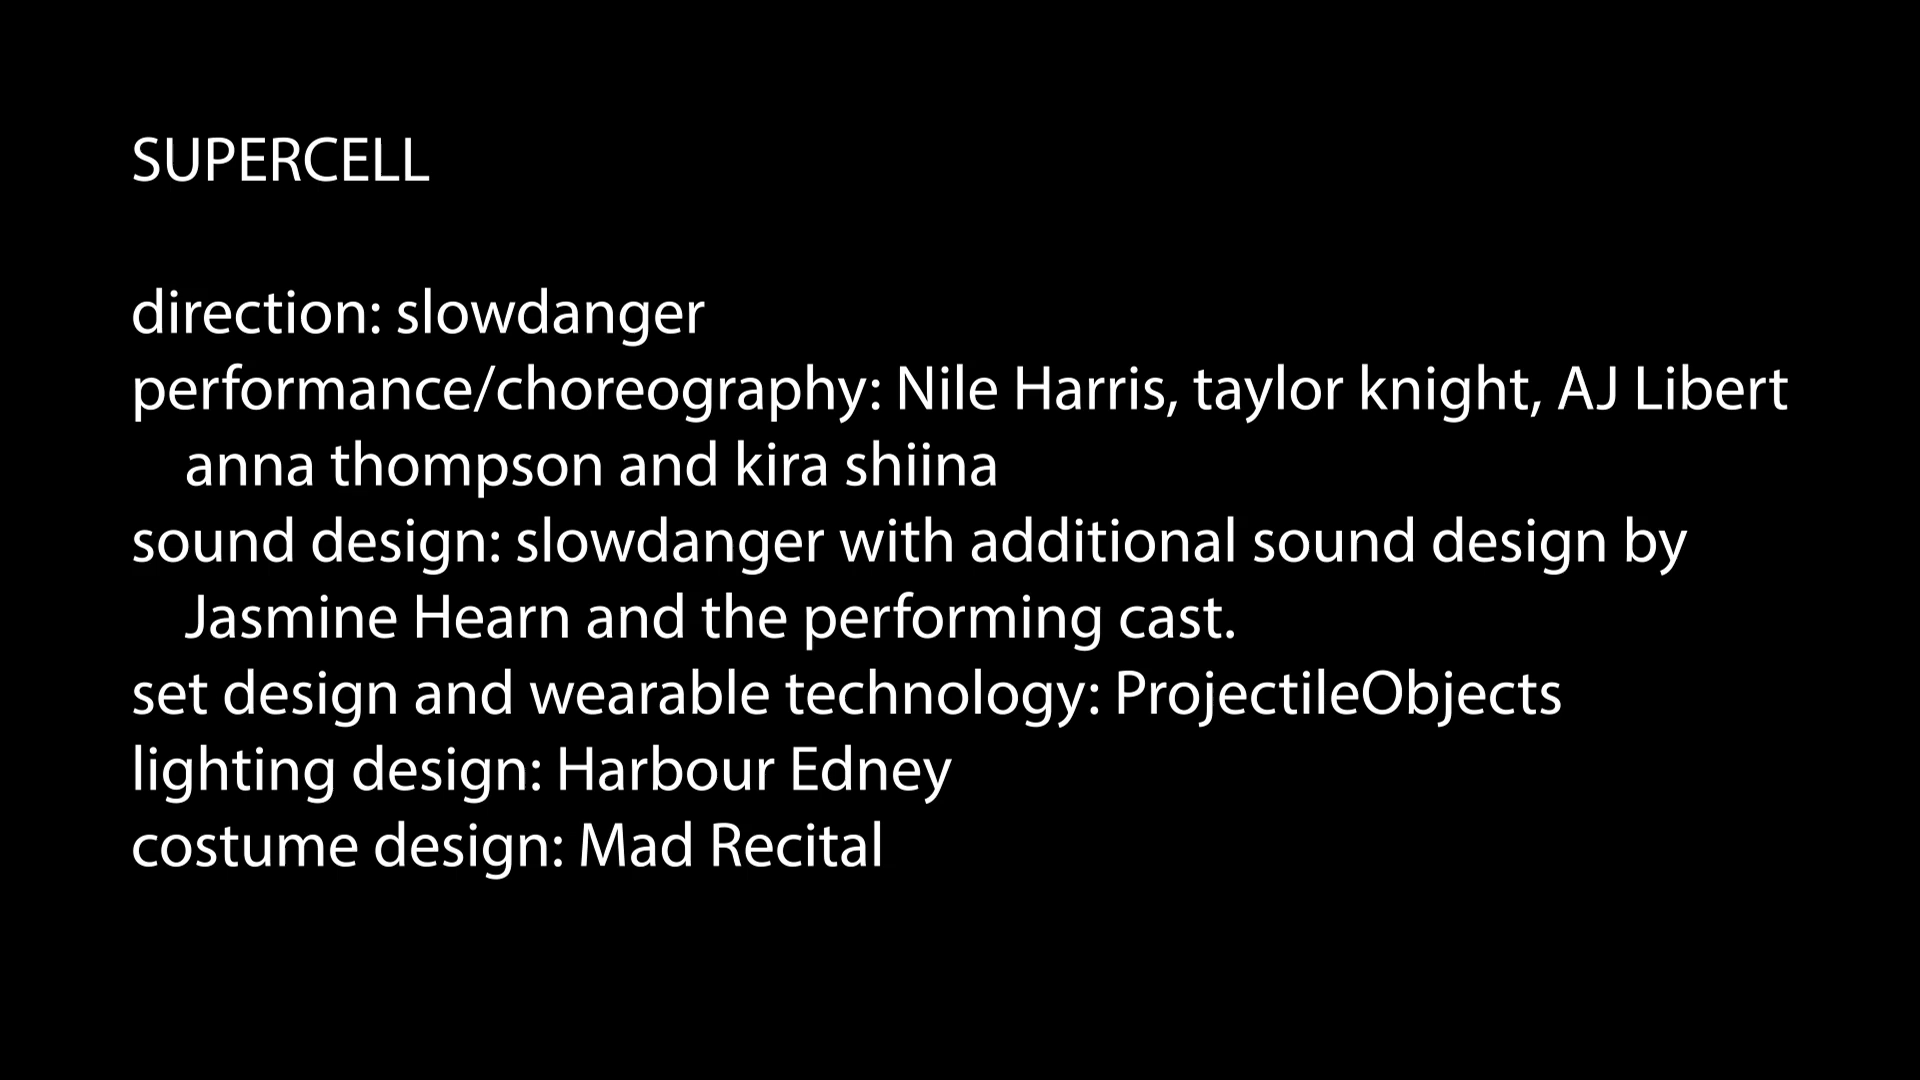 SUPERCELL
direction: slowdanger
performance/choreography: Nile Harris, taylor knight, AJ Libert
anna thompson and kira shiina
sound design: slowdanger with additional sound design by
Jasmine Hearn and the performing cast.
set design and wearable technology: ProjectileObjects
lighting design: Harbour Edney
costume design: Mad Recital